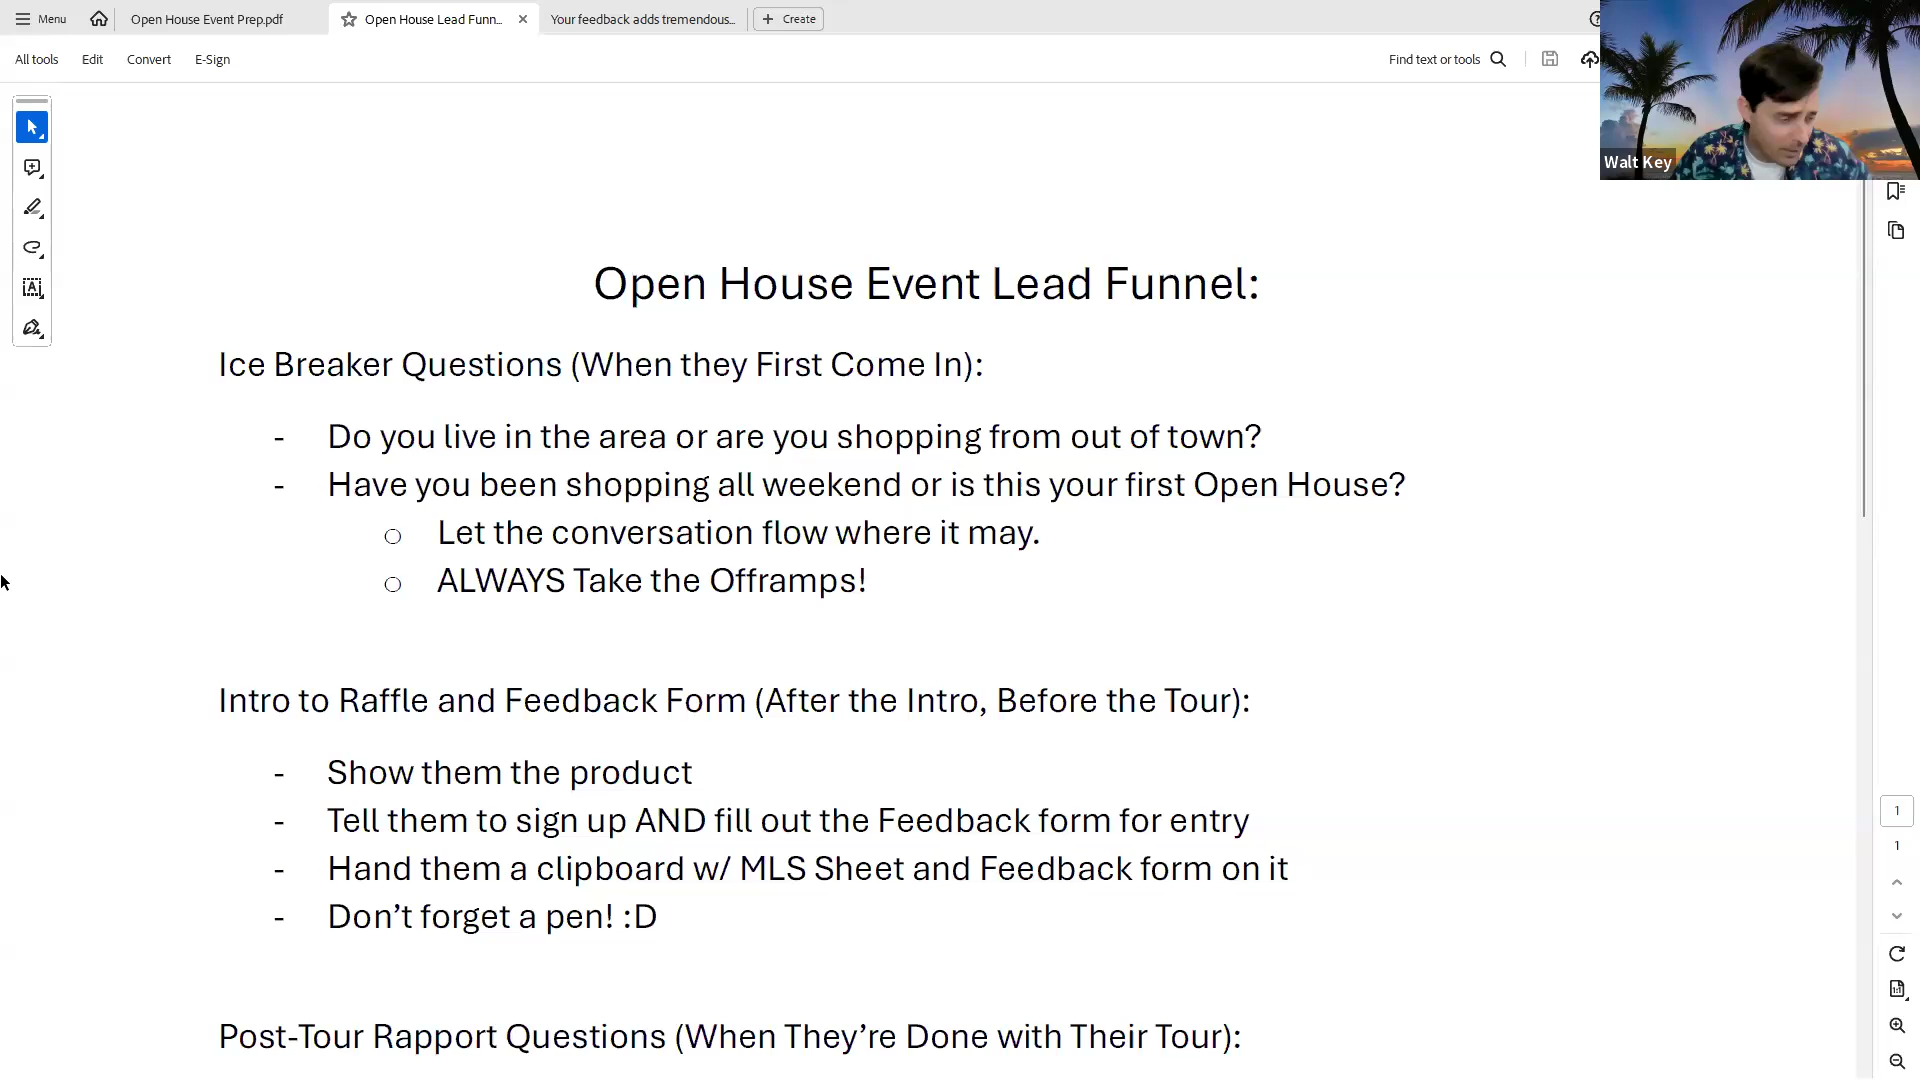 Menu
Open House Event Prep.pdf
Open House Lead Funn...
Your feedback adds tremendous...
Create
All tools
Edit
Convert
E-Sign
Find text or tools
Walt Key
Open House Event Lead Funnel:
Ice Breaker Questions (When they First Come In):
- Do you live in the area or are you shopping from out of town?
- Have you been shopping all weekend or is this your first Open House?
○ Let the conversation flow where it may.
○ ALWAYS Take the Offramps!
Intro to Raffle and Feedback Form (After the Intro, Before the Tour):
- Show them the product
- Tell them to sign up AND fill out the Feedback form for entry
- Hand them a clipboard w/ MLS Sheet and Feedback form on it
- Don’t forget a pen! :D
Post-Tour Rapport Questions (When They’re Done with Their Tour):
1
1